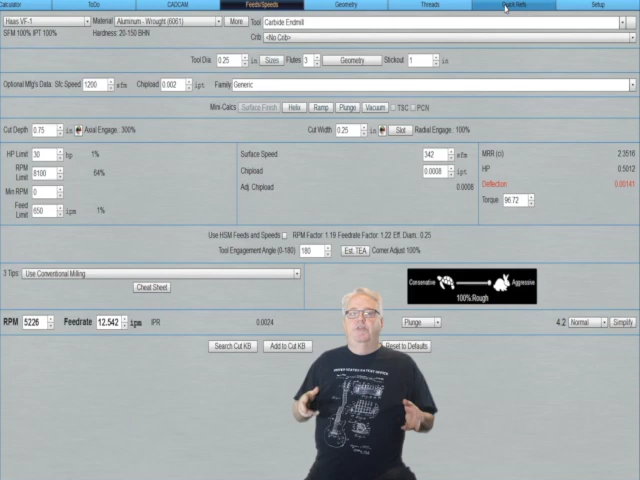 Calculator ToDo CADCAM Feeds/Speeds Geometry Threads Quick Refs. Setup
Haas VF-1 Material Aluminum - Wrought (6061) More Tool Carbide Endmill
SFM 100% IPT 100% Hardness: 20-150 BHN Crib <No Crib>
Tool Dia. 0.25 in Sizes Flutes 3 Geometry Stickout 1 in
Optional Mfg's Data: Sfc Speed 1200 sfm Chipload 0.002 ipt Family Generic
Mini-Calcs Surface Finish Helix Ramp Plunge Vacuum TSC PCN
Cut Depth 0.75 in Axial Engage.: 300% Cut Width 0.25 in Slot Radial Engage: 100%
HP Limit 30 hp 1% Surface Speed 342 sfm MRR (ci) 2.3516
RPM Limit 8100 64% Chipload 0.0008 ipt HP 0.5012
Min RPM 0 Adj. Chipload 0.0008 Deflection 0.00141
Feed Limit 650 ipm 1% Torque 96.72
Use HSM Feeds and Speeds RPM Factor: 1.19 Feedrate Factor: 1.22 Eff. Diam.: 0.25
Tool Engagement Angle (0-180) 180 Est. TEA Corner Adjust 100%
3 Tips: Use Conventional Milling
Cheat Sheet
Conservative Aggressive
100% Rough
RPM 5226 Feedrate 12.542 ipm IPR 0.0024 Plunge 4.2 Normal Simplify
Search Cut KB Add to Cut KB Reset to Defaults
UNITED STATES PATENT OFFICE